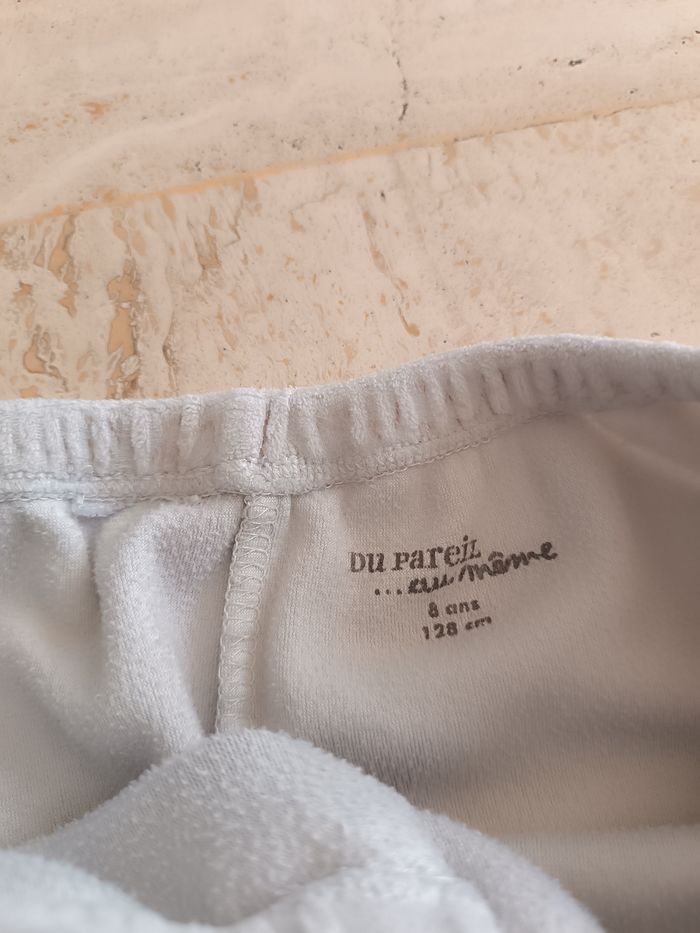 DU PAREIL
...au même
8 ans
128 cm